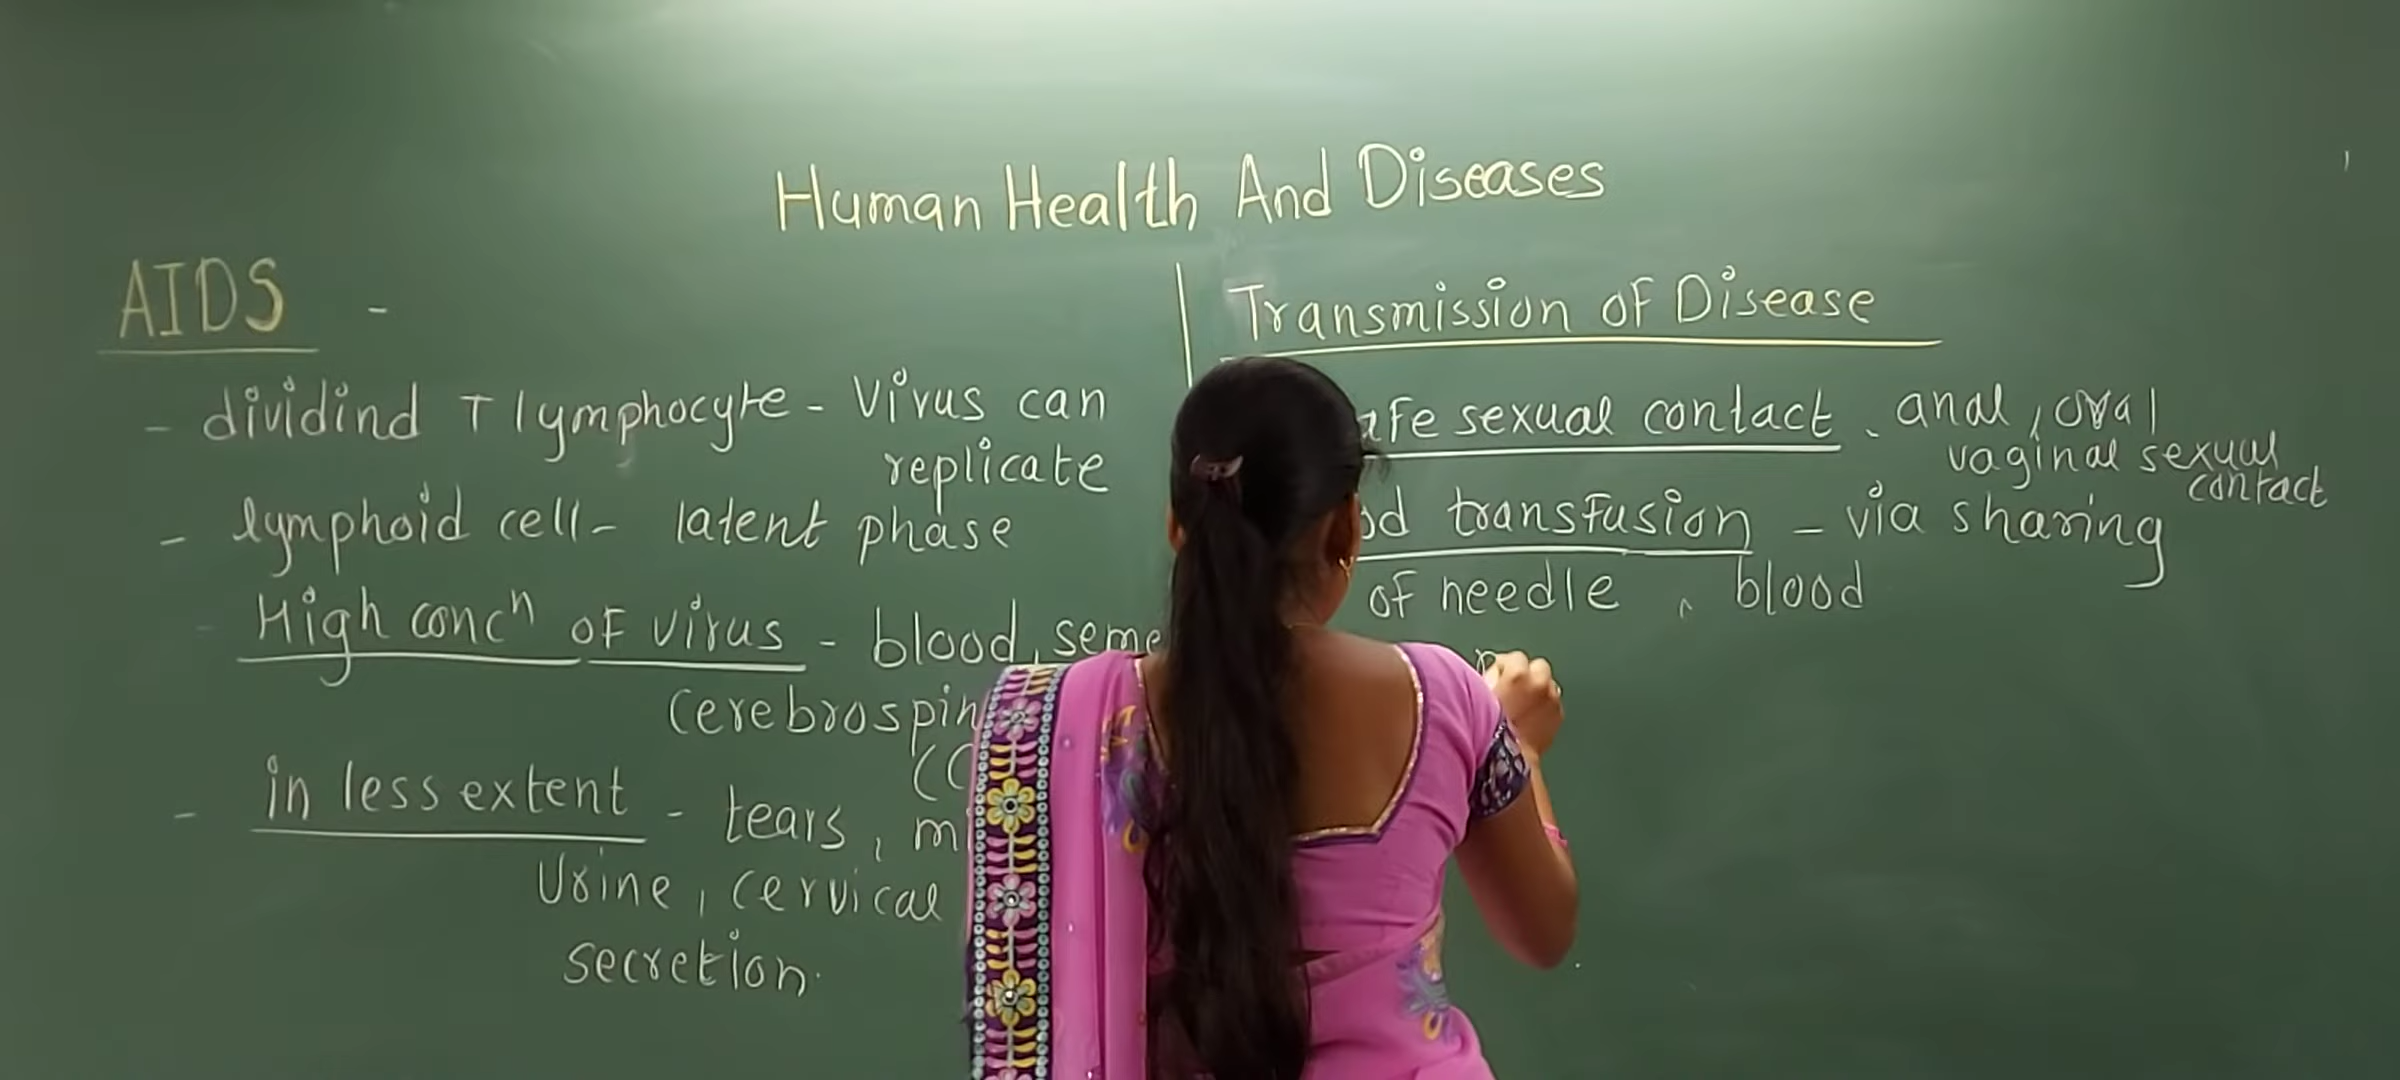 Human Health And Diseases
AIDS -
- dividind T lymphocyte - Virus can
replicate
- lymphoid cell - latent phase
- High concn of virus - blood, seme
cerebrospin
- in less extent - tears,
Urine, cervical
secretion.
Transmission of Disease
afe sexual contact. anal, oral
vaginal sexual
contact
od transfusion - via sharing
of needle, blood